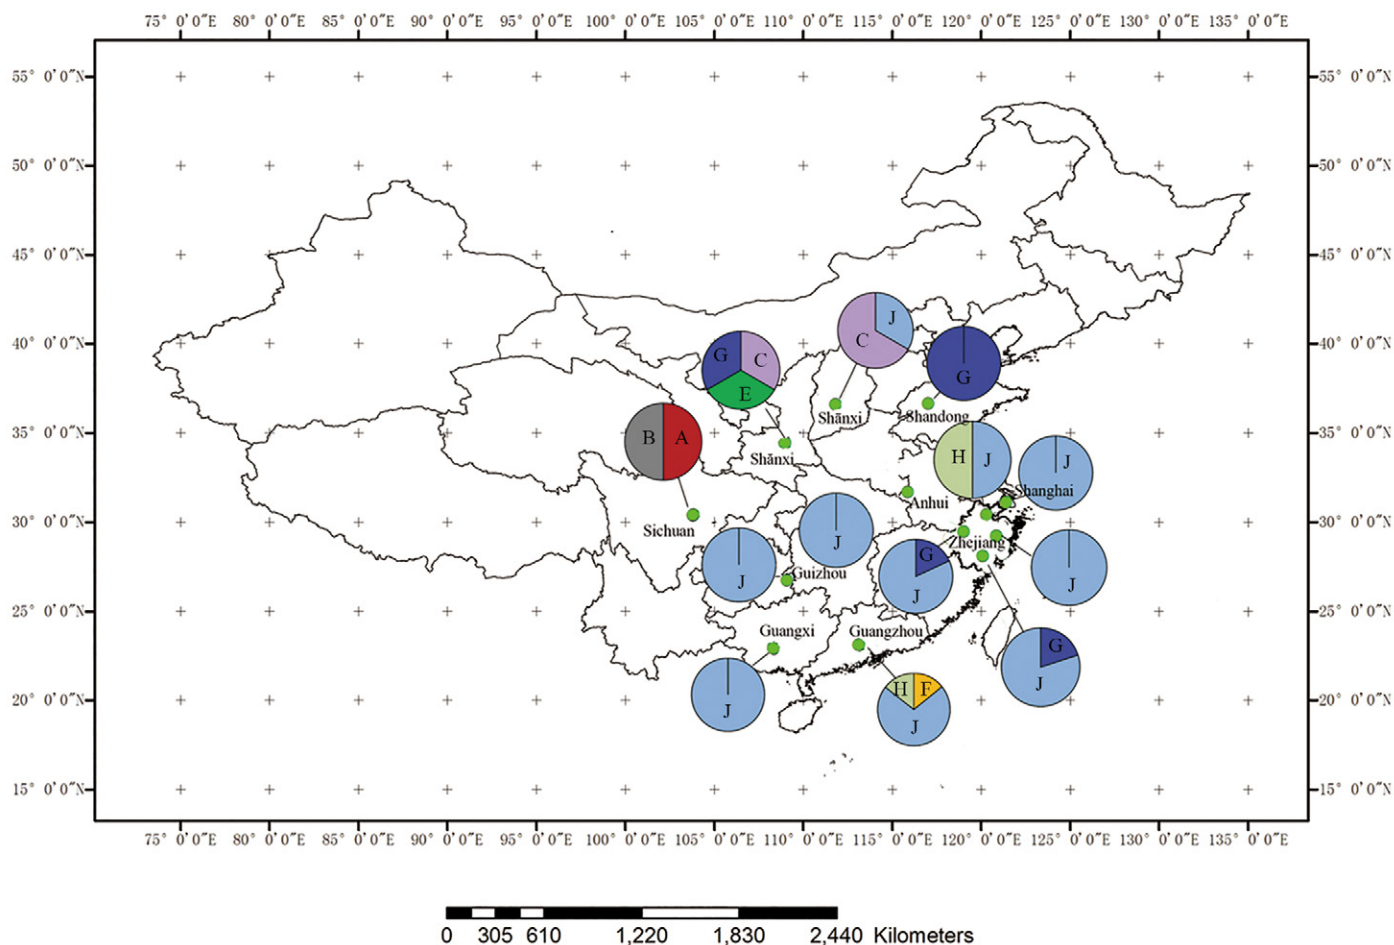 75° 0'0"E 80° 0'0"E 85° 0'0"E 90° 0'0"E 95° 0'0"E 100° 0'0"E 105° 0'0"E 110° 0'0"E 115° 0'0"E 120° 0'0"E 125° 0'0"E 130° 0'0"E 135° 0'0"E
55° 0'0"N 55° 0'0"N
50° 0'0"N 50° 0'0"N
45° 0'0"N 45° 0'0"N
J
C
40° 0'0"N 40° 0'0"N
G C
G
E
Shānxi Shandong
35° 0'0"N 35° 0'0"N
B A
Shǎnxi
H J J
Shanghai
Anhui
30° 0'0"N 30° 0'0"N
Sichuan
J
Zhejiang
G
Guizhou
J J J
25° 0'0"N 25° 0'0"N
Guangxi Guangzhou
G
J
H F
20° 0'0"N 20° 0'0"N
J J
15° 0'0"N 15° 0'0"N
75° 0'0"E 80° 0'0"E 85° 0'0"E 90° 0'0"E 95° 0'0"E 100° 0'0"E 105° 0'0"E 110° 0'0"E 115° 0'0"E 120° 0'0"E 125° 0'0"E 130° 0'0"E 135° 0'0"E
0 305 610 1,220 1,830 2,440 Kilometers